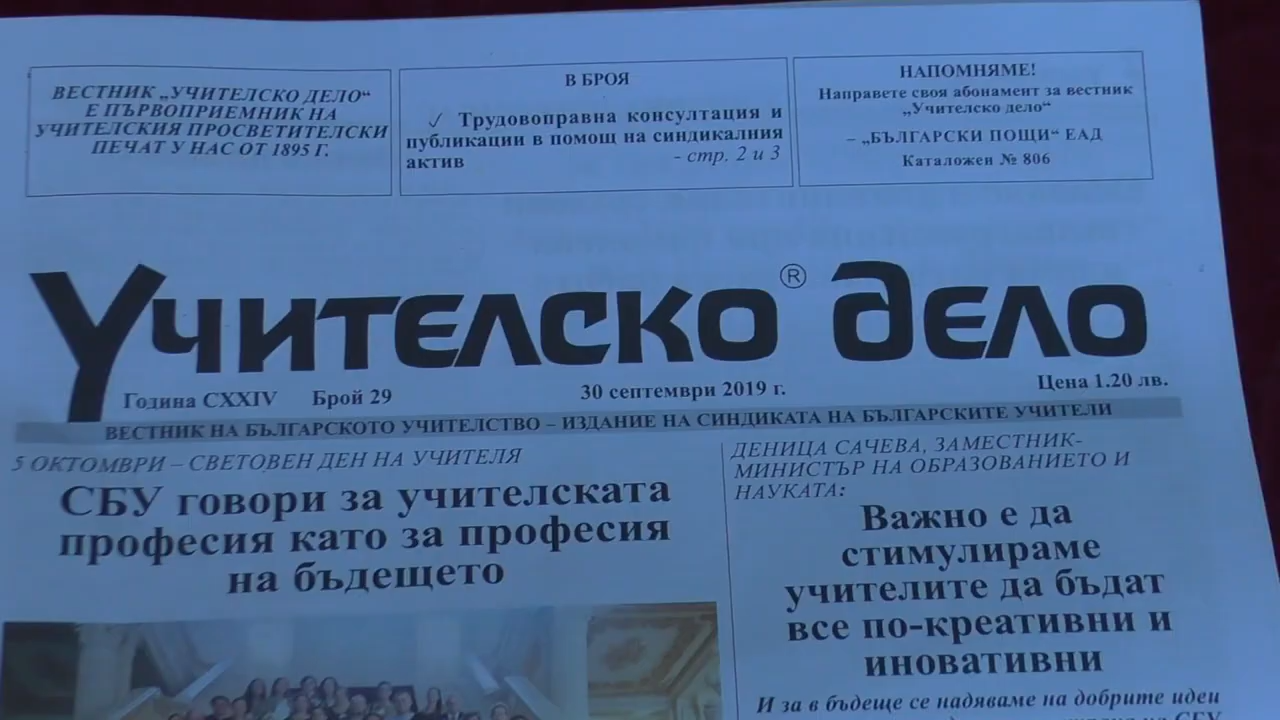 ВЕСТНИК „УЧИТЕЛСКО ДЕЛО“
Е ПЪРВОПРИЕМНИК НА
УЧИТЕЛСКИЯ ПРОСВЕТИТЕЛСКИ
ПЕЧАТ У НАС ОТ 1895 Г.
В БРОЯ
✓ Трудовоправна консултация и
публикации в помощ на синдикалния
актив - стр. 2 и 3
НАПОМНЯМЕ!
Направете своя абонамент за вестник
„Учителско дело“
– „БЪЛГАРСКИ ПОЩИ“ ЕАД
Каталожен № 806
Учителско® дело
Година CXXIV Брой 29 30 септември 2019 г. Цена 1.20 лв.
ВЕСТНИК НА БЪЛГАРСКОТО УЧИТЕЛСТВО – ИЗДАНИЕ НА СИНДИКАТА НА БЪЛГАРСКИТЕ УЧИТЕЛИ
5 ОКТОМВРИ – СВЕТОВЕН ДЕН НА УЧИТЕЛЯ
СБУ говори за учителската
професия като за професия
на бъдещето
ДЕНИЦА САЧЕВА, ЗАМЕСТНИК-
МИНИСТЪР НА ОБРАЗОВАНИЕТО И
НАУКАТА:
Важно е да
стимулираме
учителите да бъдат
все по-креативни и
иновативни
И за в бъдеще се надяваме на добрите идеи